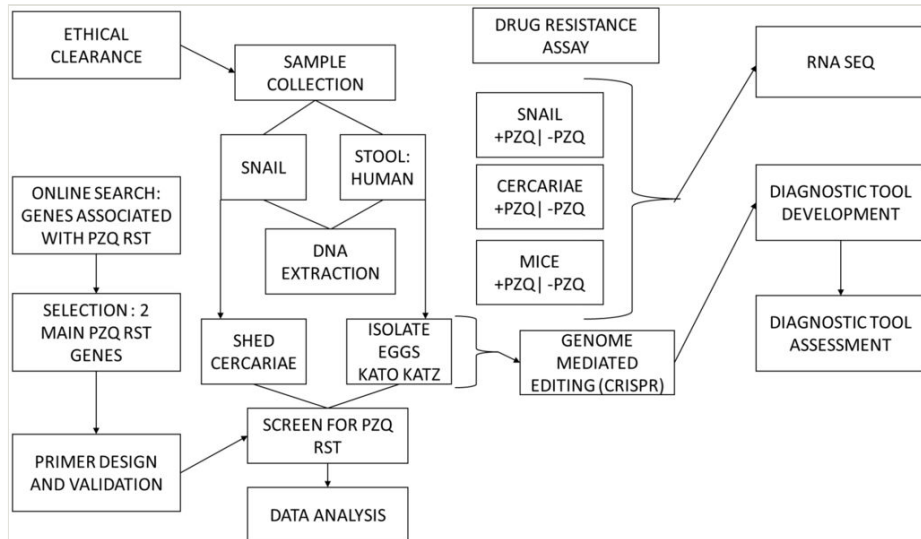 ETHICAL
CLEARANCE
SAMPLE
COLLECTION
SNAIL
STOOL:
HUMAN
DNA
EXTRACTION
ONLINE SEARCH:
GENES ASSOCIATED
WITH PZQ RST
SELECTION : 2
MAIN PZQ RST
GENES
PRIMER DESIGN
AND VALIDATION
SHED
CERCARIAE
ISOLATE
EGGS
KATO KATZ
SCREEN FOR PZQ
RST
DATA ANALYSIS
DRUG RESISTANCE
ASSAY
SNAIL
+PZQ| -PZQ
CERCARIAE
+PZQ| -PZQ
MICE
+PZQ| -PZQ
GENOME
MEDIATED
EDITING (CRISPR)
RNA SEQ
DIAGNOSTIC TOOL
DEVELOPMENT
DIAGNOSTIC TOOL
ASSESSMENT